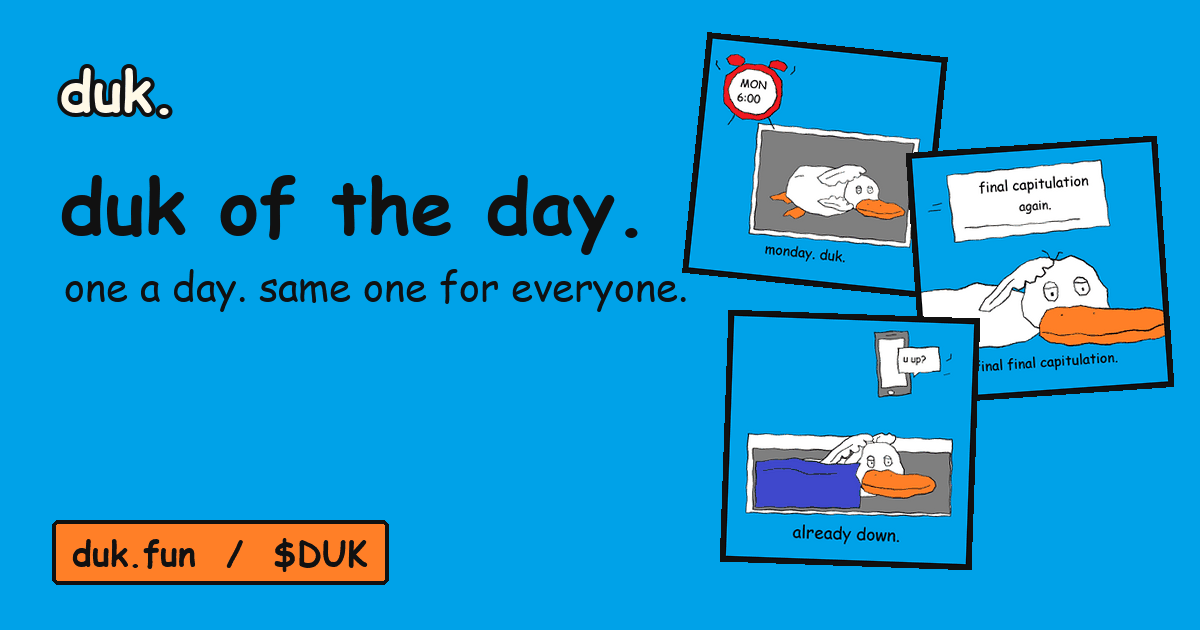 duk.
duk of the day.
one a day. same one for everyone.
duk.fun / $DUK
MON
6:00
monday. duk.
final capitulation
again.
final final capitulation.
u up?
already down.